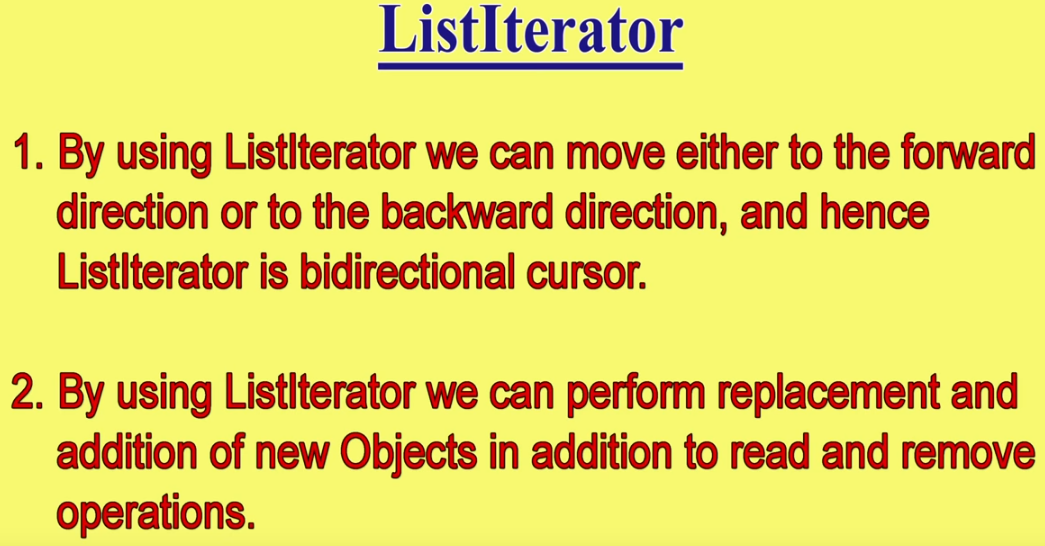 ListIterator
1. By using ListIterator we can move either to the forward
direction or to the backward direction, and hence
ListIterator is bidirectional cursor.
2. By using ListIterator we can perform replacement and
addition of new Objects in addition to read and remove
operations.